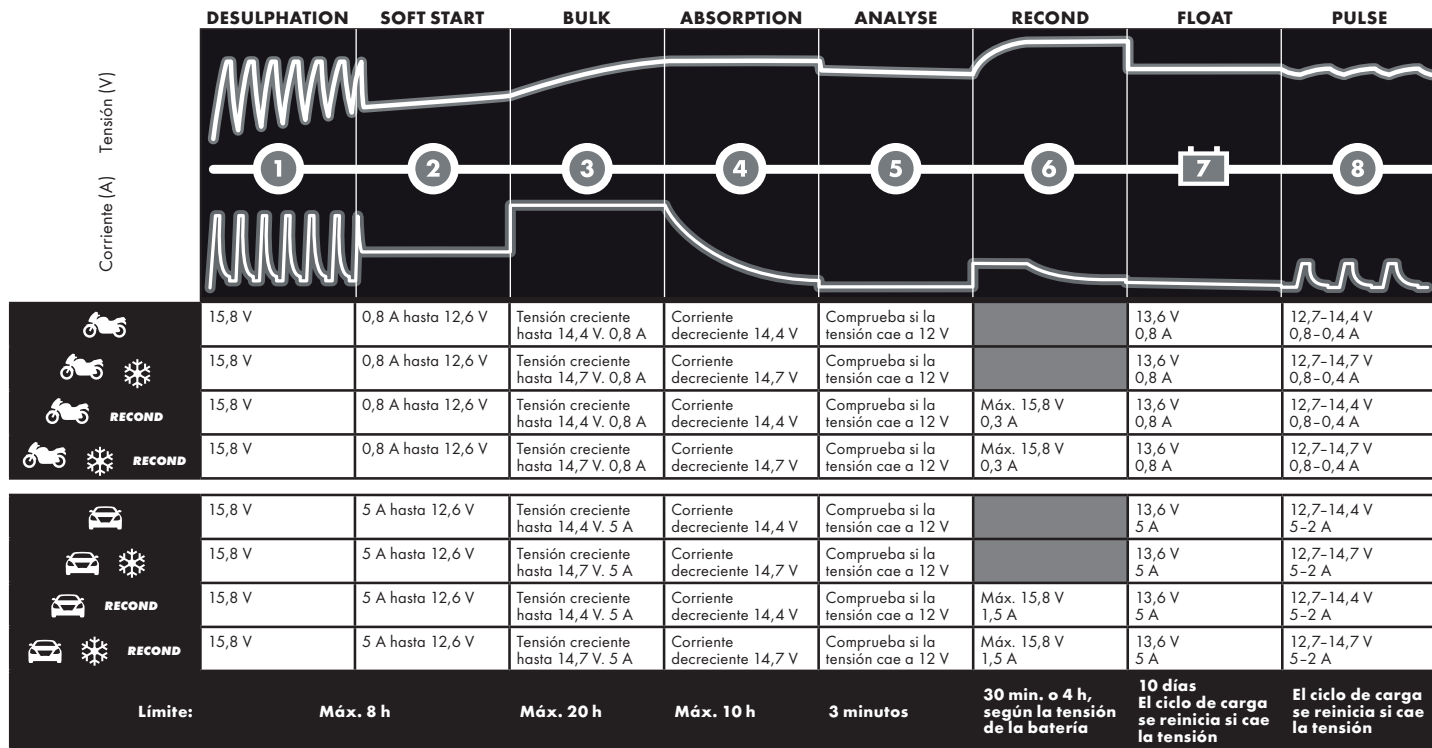 DESULPHATION SOFT START BULK ABSORPTION ANALYSE RECOND FLOAT PULSE
Tensión (V)
Corriente (A)
1 2 3 4 5 6 7 8
15,8 V 0,8 A hasta 12,6 V Tensión creciente Corriente Comprueba si la 13,6 V 12,7–14,4 V
hasta 14,4 V. 0,8 A decreciente 14,4 V tensión cae a 12 V 0,8 A 0,8–0,4 A
15,8 V 0,8 A hasta 12,6 V Tensión creciente Corriente Comprueba si la 13,6 V 12,7–14,7 V
hasta 14,7 V. 0,8 A decreciente 14,7 V tensión cae a 12 V 0,8 A 0,8–0,4 A
RECOND 15,8 V 0,8 A hasta 12,6 V Tensión creciente Corriente Comprueba si la Máx. 15,8 V 13,6 V 12,7–14,4 V
hasta 14,4 V. 0,8 A decreciente 14,4 V tensión cae a 12 V 0,3 A 0,8 A 0,8–0,4 A
RECOND 15,8 V 0,8 A hasta 12,6 V Tensión creciente Corriente Comprueba si la Máx. 15,8 V 13,6 V 12,7–14,7 V
hasta 14,7 V. 0,8 A decreciente 14,7 V tensión cae a 12 V 0,3 A 0,8 A 0,8–0,4 A
15,8 V 5 A hasta 12,6 V Tensión creciente Corriente Comprueba si la 13,6 V 12,7–14,4 V
hasta 14,4 V. 5 A decreciente 14,4 V tensión cae a 12 V 5 A 5–2 A
15,8 V 5 A hasta 12,6 V Tensión creciente Corriente Comprueba si la 13,6 V 12,7–14,7 V
hasta 14,7 V. 5 A decreciente 14,7 V tensión cae a 12 V 5 A 5–2 A
RECOND 15,8 V 5 A hasta 12,6 V Tensión creciente Corriente Comprueba si la Máx. 15,8 V 13,6 V 12,7–14,4 V
hasta 14,4 V. 5 A decreciente 14,4 V tensión cae a 12 V 1,5 A 5 A 5–2 A
RECOND 15,8 V 5 A hasta 12,6 V Tensión creciente Corriente Comprueba si la Máx. 15,8 V 13,6 V 12,7–14,7 V
hasta 14,7 V. 5 A decreciente 14,7 V tensión cae a 12 V 1,5 A 5 A 5–2 A
Límite: Máx. 8 h Máx. 20 h Máx. 10 h 3 minutos
30 min. o 4 h,
según la tensión
de la batería
10 días
El ciclo de carga
se reinicia si cae
la tensión
El ciclo de carga
se reinicia si cae
la tensión